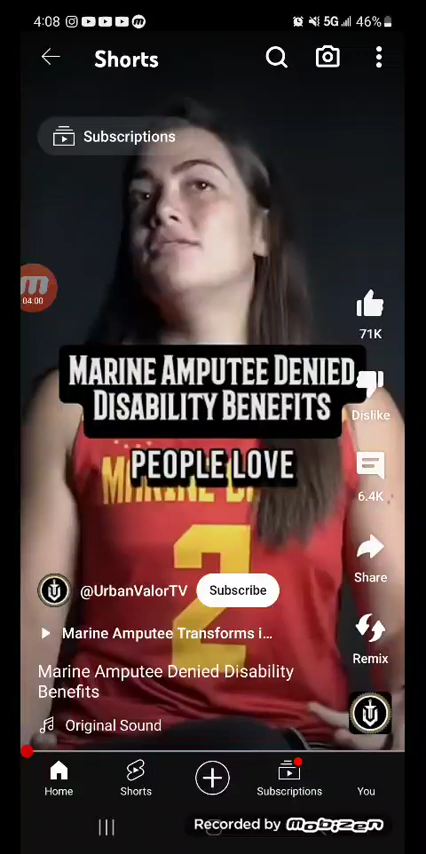 4:08
5G
46%
Shorts
Subscriptions
04:00
71K
MARINE AMPUTEE DENIED
DISABILITY BENEFITS
Dislike
PEOPLE LOVE
2
6.4K
@UrbanValorTV
Subscribe
Share
Marine Amputee Transforms i...
Remix
Marine Amputee Denied Disability
Benefits
Original Sound
Home
Shorts
Subscriptions
You
Recorded by mobizen